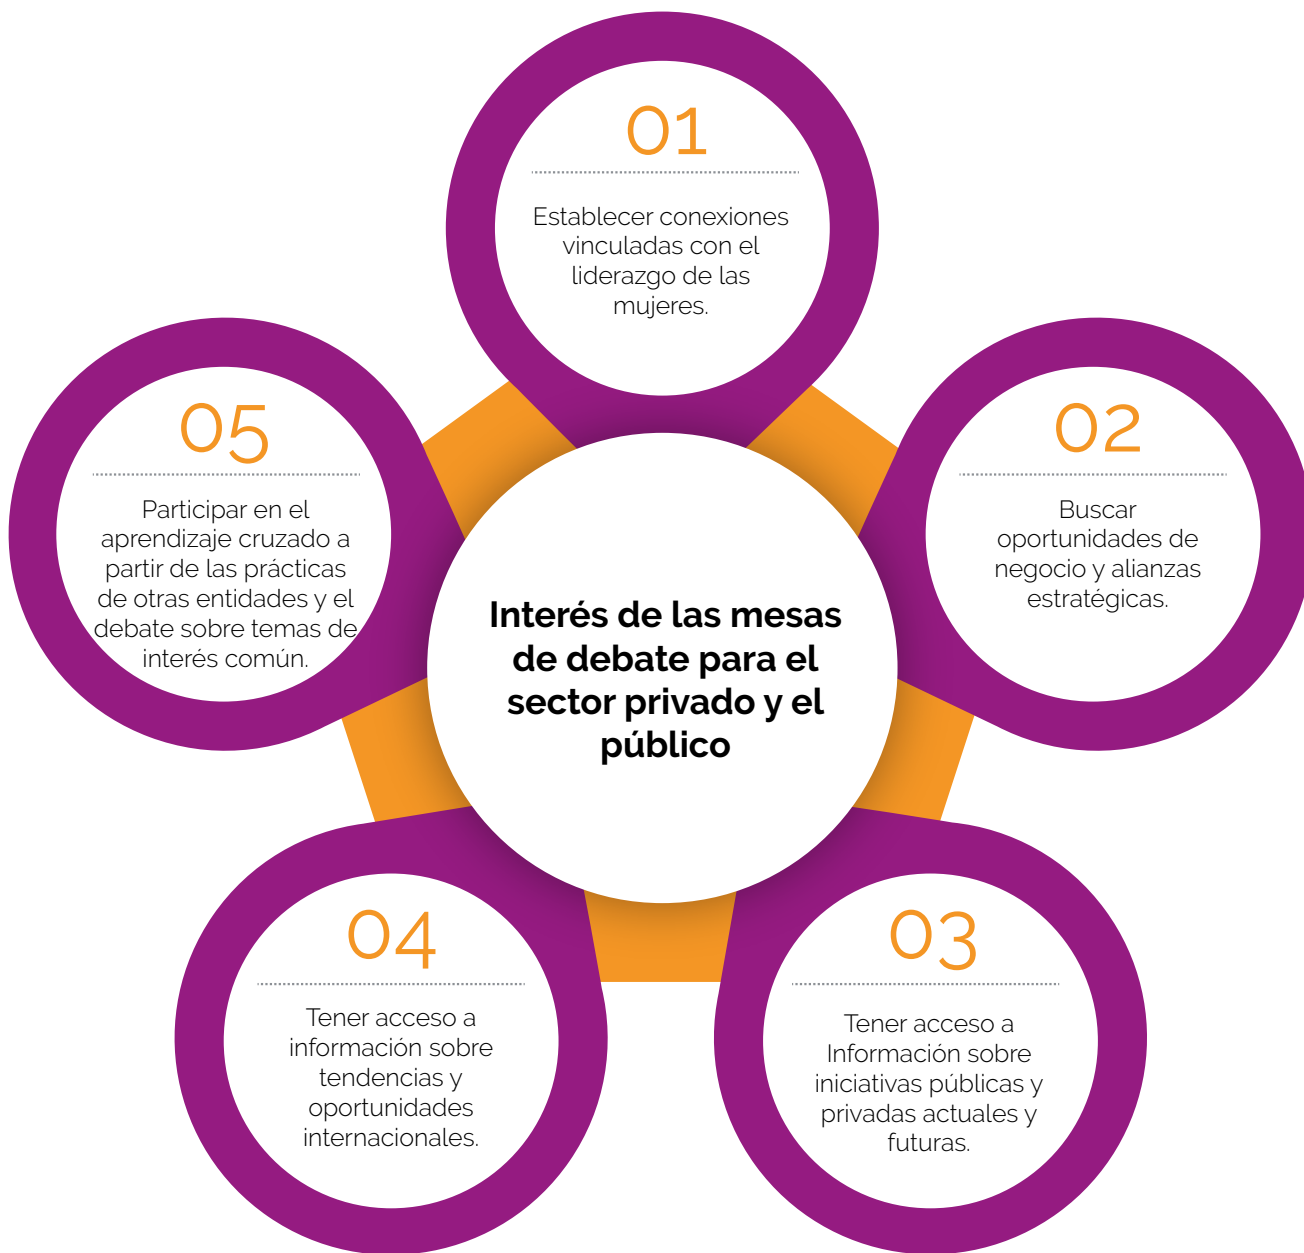 01
Establecer conexiones
vinculadas con el
liderazgo de las
mujeres.
02
Buscar
oportunidades de
negocio y alianzas
estratégicas.
03
Tener acceso a
Información sobre
iniciativas públicas y
privadas actuales y
futuras.
04
Tener acceso a
información sobre
tendencias y
oportunidades
internacionales.
05
Participar en el
aprendizaje cruzado a
partir de las prácticas
de otras entidades y el
debate sobre temas de
interés común.
Interés de las mesas
de debate para el
sector privado y el
público